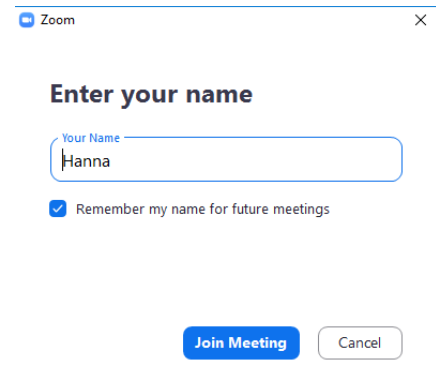 Zoom
Enter your name
Your Name
Hanna
Remember my name for future meetings
Join Meeting Cancel